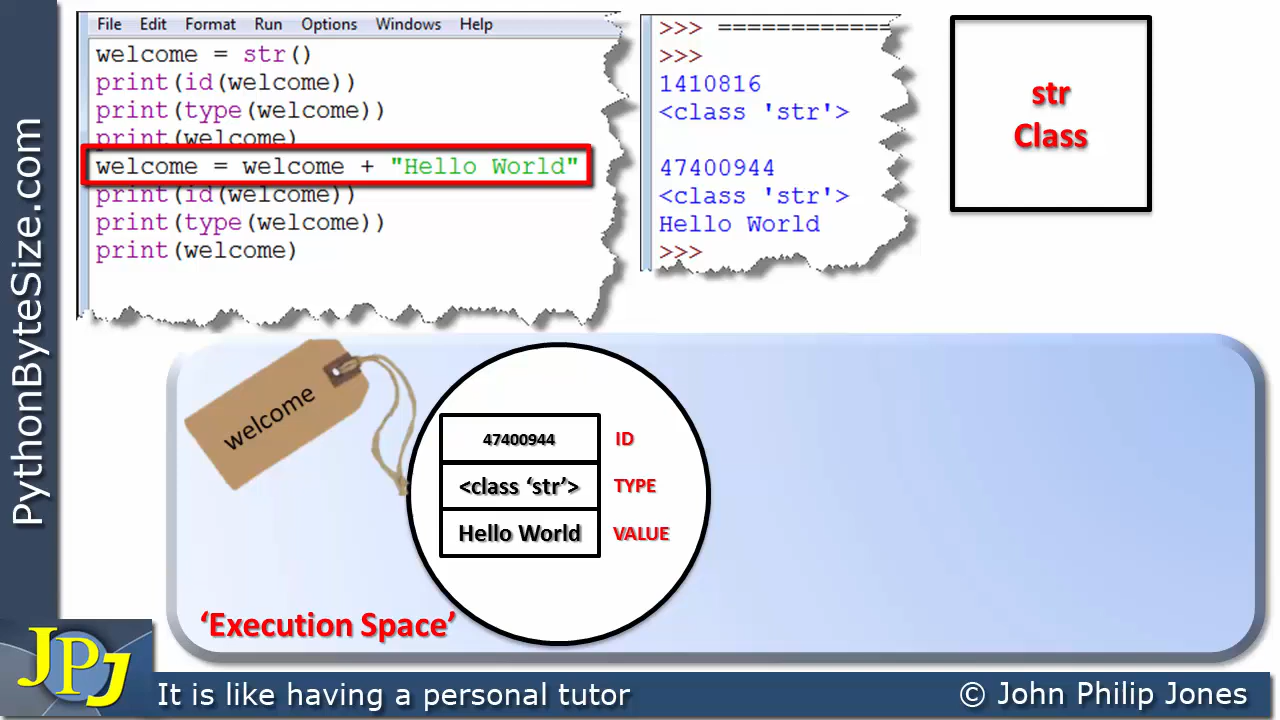 File Edit Format Run Options Windows Help
welcome = str()
print(id(welcome))
print(type(welcome))
print(welcome)
welcome = welcome + "Hello World"
print(id(welcome))
print(type(welcome))
print(welcome)
>>> ============
>>>
1410816
<class 'str'>
47400944
<class 'str'>
Hello World
>>>
str
Class
PythonByteSize.com
welcome
47400944 ID
<class ‘str’> TYPE
Hello World VALUE
‘Execution Space’
JPJ
It is like having a personal tutor
© John Philip Jones